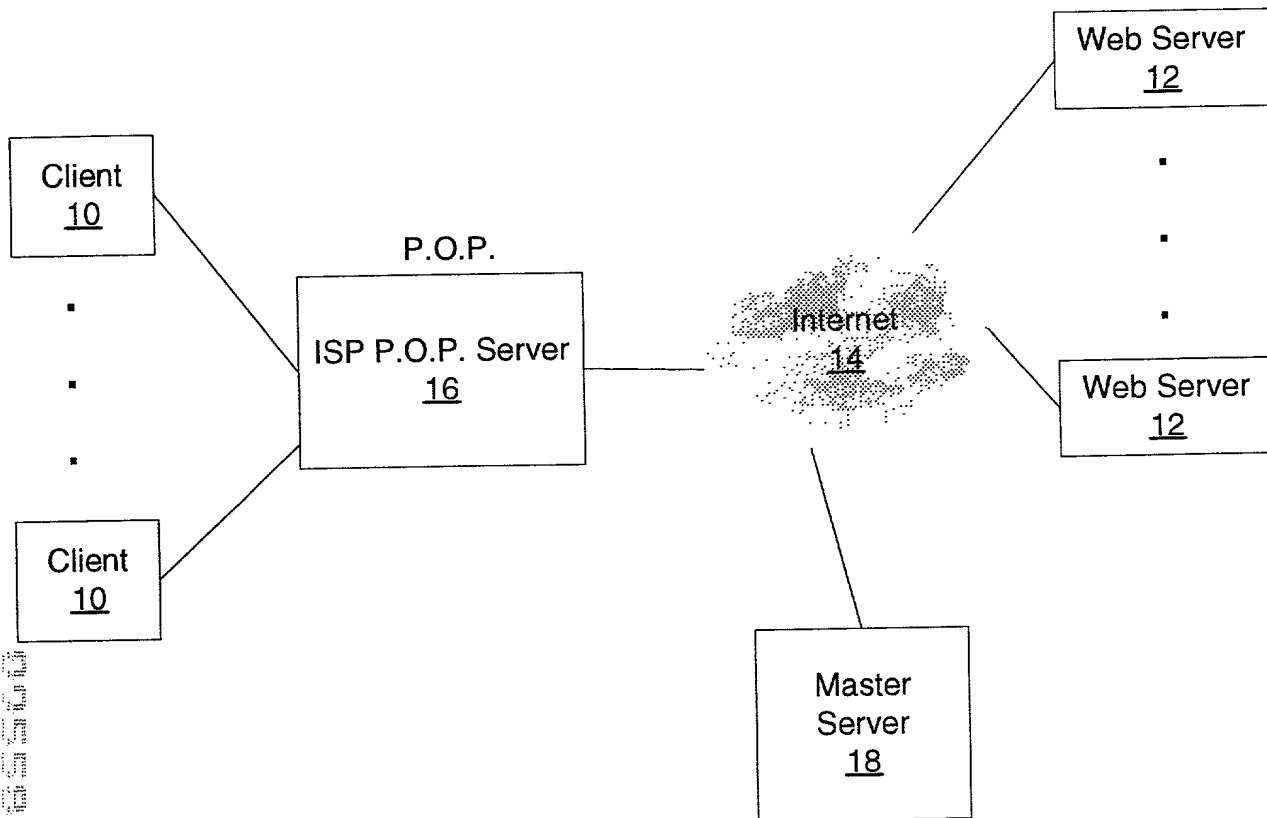 Web Server
12
Client
10
P.O.P.
ISP P.O.P. Server
16
Internet
14
Web Server
12
Client
10
Master
Server
18